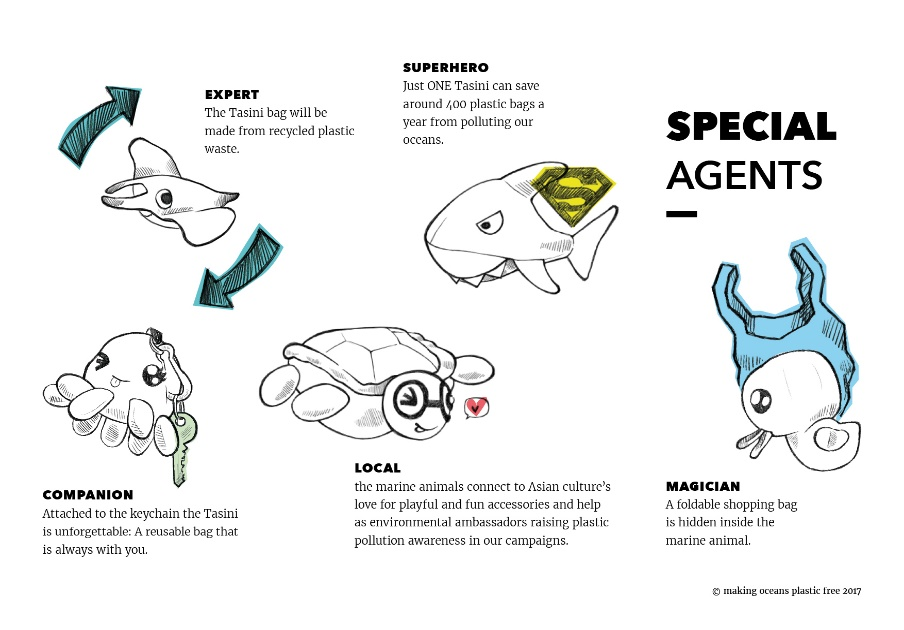 SPECIAL
AGENTS
EXPERT
The Tasini bag will be
made from recycled plastic
waste.
SUPERHERO
Just ONE Tasini can save
around 400 plastic bags a
year from polluting our
oceans.
S
COMPANION
Attached to the keychain the Tasini
is unforgettable: A reusable bag that
is always with you.
LOCAL
the marine animals connect to Asian culture's
love for playful and fun accessories and help
as environmental ambassadors raising plastic
pollution awareness in our campaigns.
MAGICIAN
A foldable shopping bag
is hidden inside the
marine animal.
© making oceans plastic free 2017